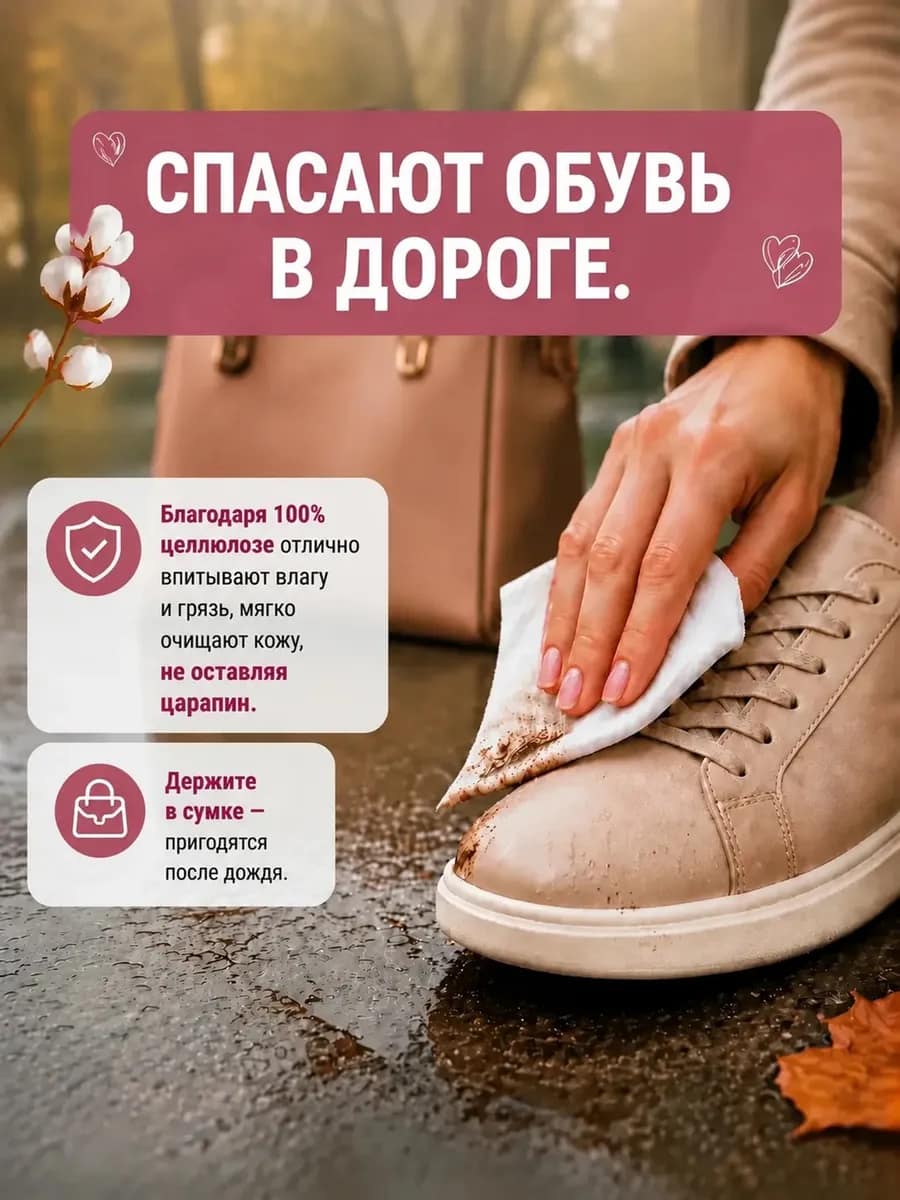 СПАСАЮТ ОБУВЬ
В ДОРОГЕ.
Благодаря 100%
целлюлозе отлично
впитывают влагу
и грязь, мягко
очищают кожу,
не оставляя
царапин.
Держите
в сумке —
пригодятся
после дождя.